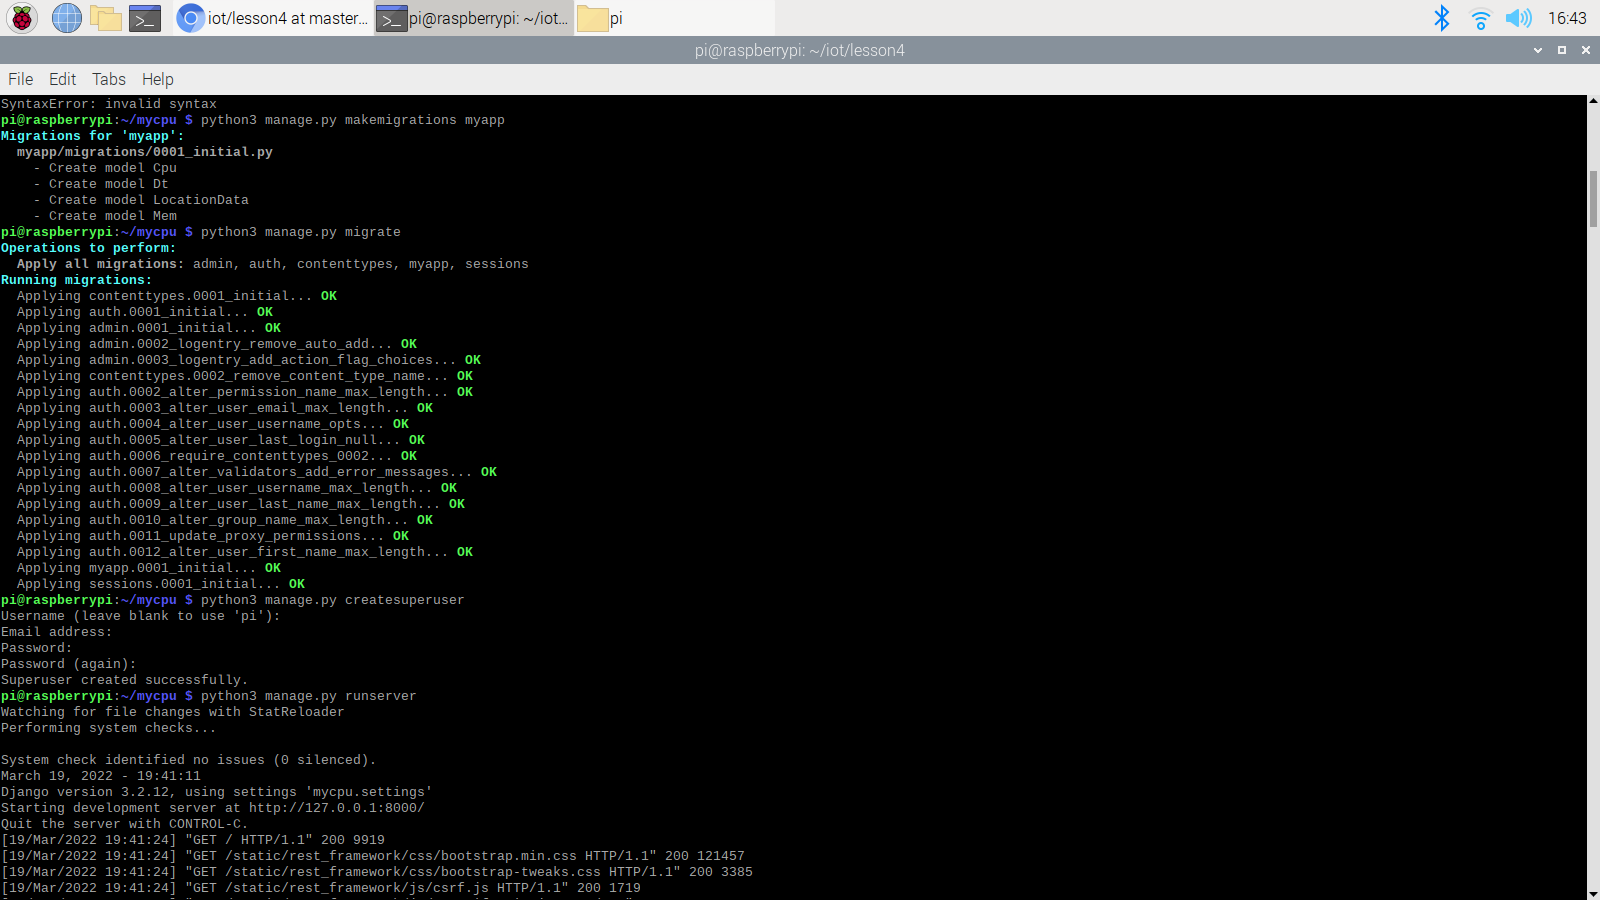 iot/lesson4 at master...
pi@raspberrypi: ~/iot...
pi
16:43
pi@raspberrypi: ~/iot/lesson4
File Edit Tabs Help
SyntaxError: invalid syntax
pi@raspberrypi:~/mycpu $ python3 manage.py makemigrations myapp
Migrations for 'myapp':
  myapp/migrations/0001_initial.py
    - Create model Cpu
    - Create model Dt
    - Create model LocationData
    - Create model Mem
pi@raspberrypi:~/mycpu $ python3 manage.py migrate
Operations to perform:
  Apply all migrations: admin, auth, contenttypes, myapp, sessions
Running migrations:
  Applying contenttypes.0001_initial... OK
  Applying auth.0001_initial... OK
  Applying admin.0001_initial... OK
  Applying admin.0002_logentry_remove_auto_add... OK
  Applying admin.0003_logentry_add_action_flag_choices... OK
  Applying contenttypes.0002_remove_content_type_name... OK
  Applying auth.0002_alter_permission_name_max_length... OK
  Applying auth.0003_alter_user_email_max_length... OK
  Applying auth.0004_alter_user_username_opts... OK
  Applying auth.0005_alter_user_last_login_null... OK
  Applying auth.0006_require_contenttypes_0002... OK
  Applying auth.0007_alter_validators_add_error_messages... OK
  Applying auth.0008_alter_user_username_max_length... OK
  Applying auth.0009_alter_user_last_name_max_length... OK
  Applying auth.0010_alter_group_name_max_length... OK
  Applying auth.0011_update_proxy_permissions... OK
  Applying auth.0012_alter_user_first_name_max_length... OK
  Applying myapp.0001_initial... OK
  Applying sessions.0001_initial... OK
pi@raspberrypi:~/mycpu $ python3 manage.py createsuperuser
Username (leave blank to use 'pi'):
Email address:
Password:
Password (again):
Superuser created successfully.
pi@raspberrypi:~/mycpu $ python3 manage.py runserver
Watching for file changes with StatReloader
Performing system checks...

System check identified no issues (0 silenced).
March 19, 2022 - 19:41:11
Django version 3.2.12, using settings 'mycpu.settings'
Starting development server at http://127.0.0.1:8000/
Quit the server with CONTROL-C.
[19/Mar/2022 19:41:24] "GET / HTTP/1.1" 200 9919
[19/Mar/2022 19:41:24] "GET /static/rest_framework/css/bootstrap.min.css HTTP/1.1" 200 121457
[19/Mar/2022 19:41:24] "GET /static/rest_framework/css/bootstrap-tweaks.css HTTP/1.1" 200 3385
[19/Mar/2022 19:41:24] "GET /static/rest_framework/js/csrf.js HTTP/1.1" 200 1719